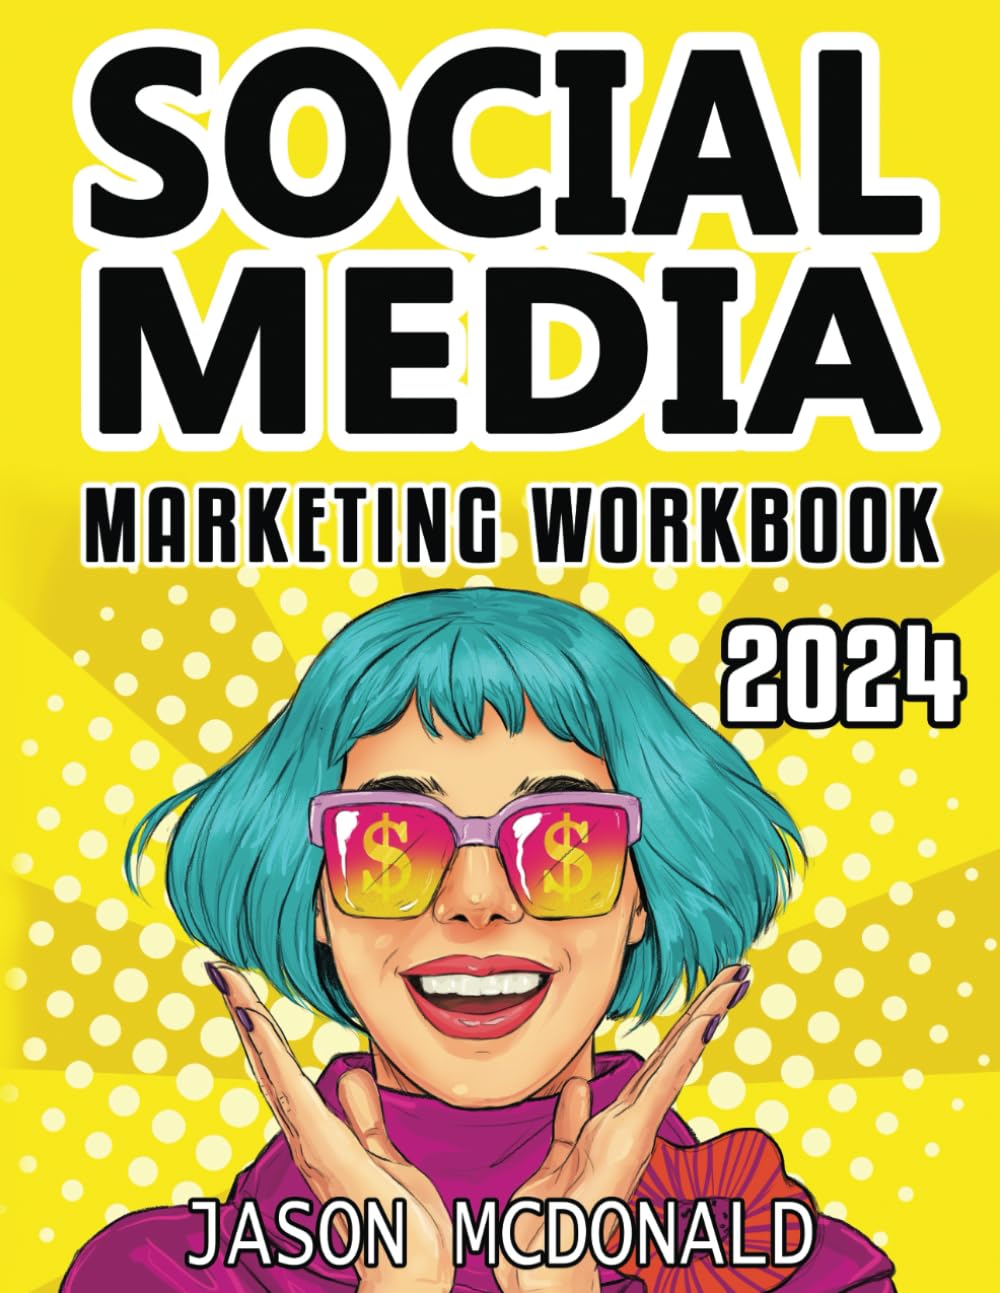 SOCIAL
MEDIA
MARKETING WORKBOOK
2024
$ $
JASON MCDONALD